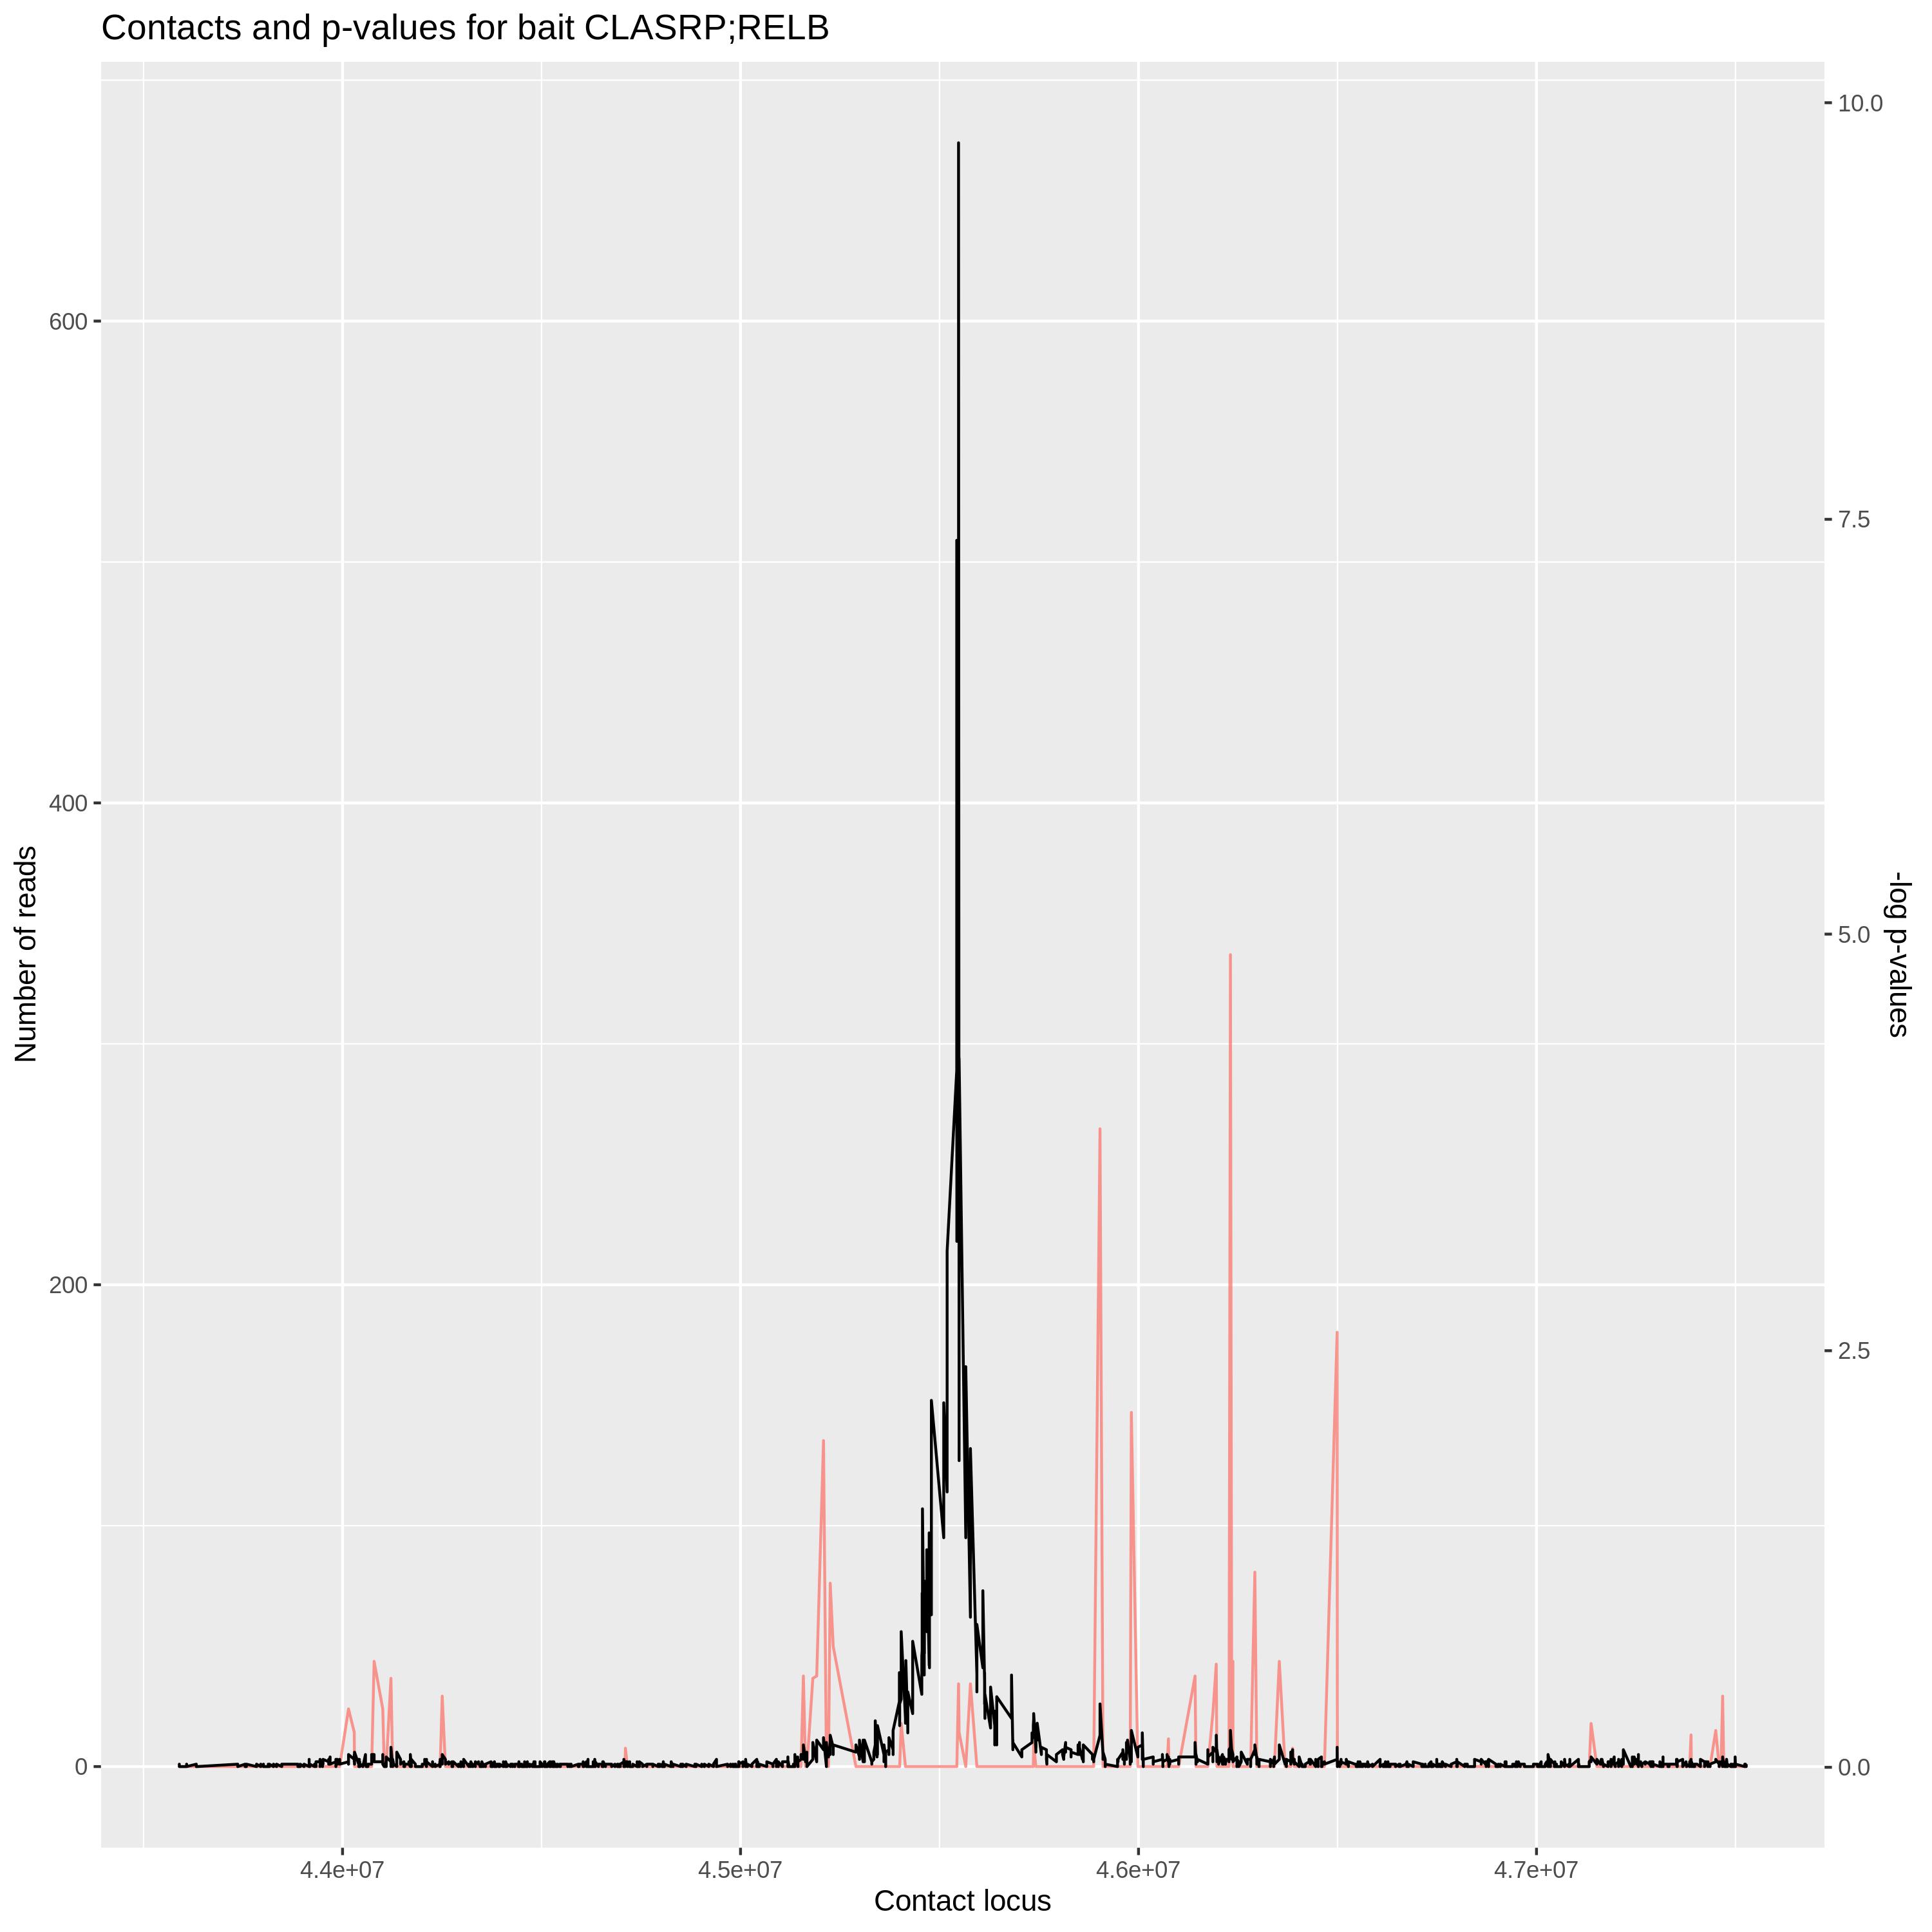 Contacts and p-values for bait CLASRP;RELB
10.0
7.5
5.0
2.5
0.0
-log p-values
600
400
200
0
Number of reads
4.4e+07
4.5e+07
4.6e+07
4.7e+07
Contact locus